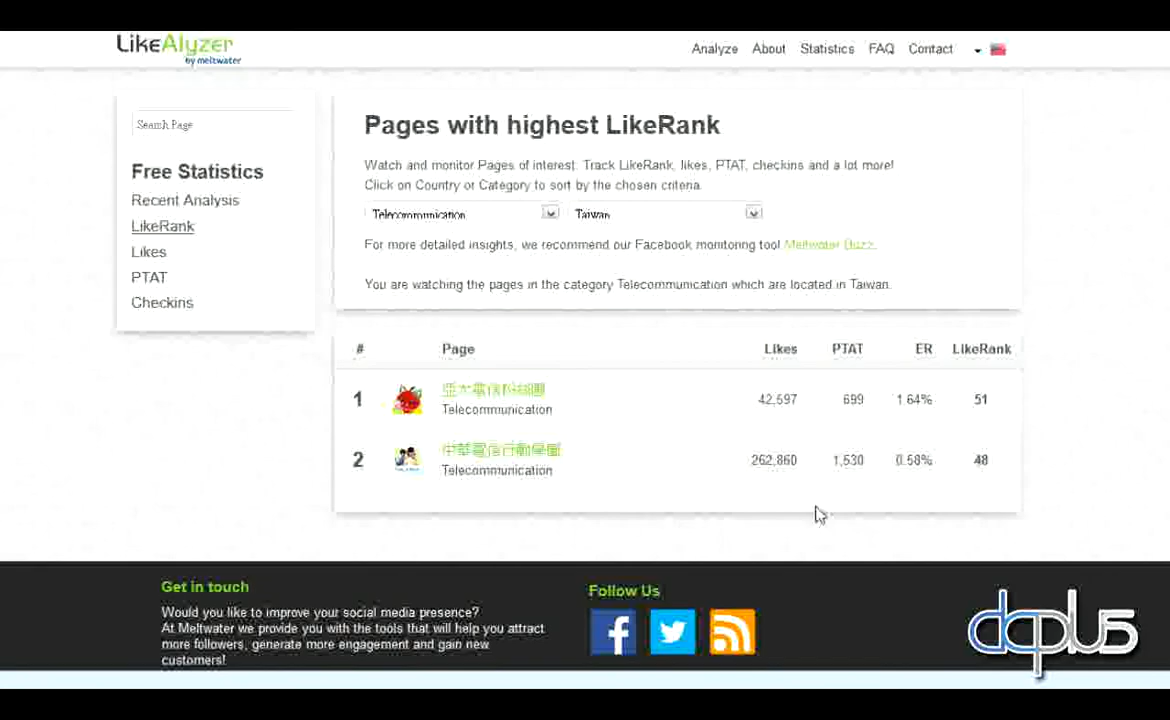 LikeAlyzer
by meltwater
Analyze About Statistics FAQ Contact
Search Page
Free Statistics
Recent Analysis
LikeRank
Likes
PTAT
Checkins
Pages with highest LikeRank
Watch and monitor Pages of interest. Track LikeRank, likes, PTAT, checkins and a lot more!
Click on Country or Category to sort by the chosen criteria.
Telecommunication Taiwan
For more detailed insights, we recommend our Facebook monitoring tool Meltwater Buzz.
You are watching the pages in the category Telecommunication which are located in Taiwan.
# Page Likes PTAT ER LikeRank
1 亞太電信粉絲團 42,597 699 1.64% 51
Telecommunication
2 中華電信行動樂園 262,860 1,530 0.58% 48
Telecommunication
Get in touch
Would you like to improve your social media presence?
At Meltwater we provide you with the tools that will help you attract
more followers, generate more engagement and gain new
customers!
Follow Us
dcplus